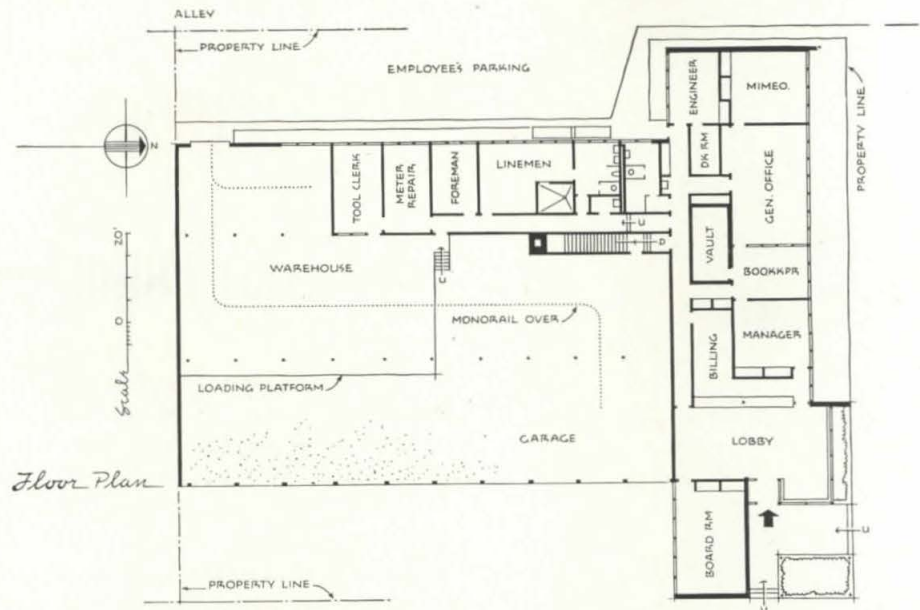 ALLEY
PROPERTY LINE
EMPLOYEE'S PARKING
ENGINEER
MIMEO.
PROPERTY LINE
N
DK RM
TOOL CLERK
METER
REPAIR
FOREMAN
LINEMEN
GEN. OFFICE
U
D
VAULT
20'
WAREHOUSE
BOOKKPR
U
MONORAIL OVER
0
MANAGER
BILLING
LOADING PLATFORM
Scale
GARAGE
LOBBY
Floor Plan
BOARD RM
U
PROPERTY LINE
U